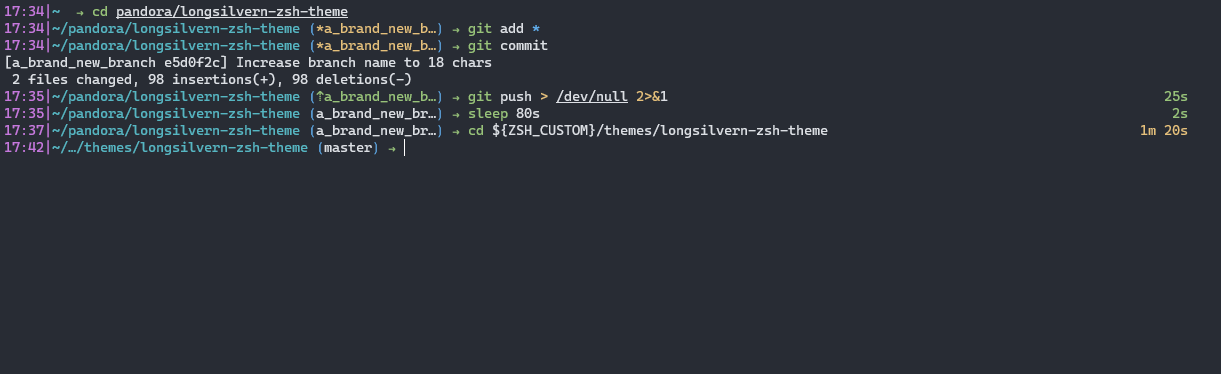 17:34|~  → cd pandora/longsilvern-zsh-theme
17:34|~/pandora/longsilvern-zsh-theme (*a_brand_new_b…) → git add *
17:34|~/pandora/longsilvern-zsh-theme (*a_brand_new_b…) → git commit
[a_brand_new_branch e5d0f2c] Increase branch name to 18 chars
 2 files changed, 98 insertions(+), 98 deletions(-)
17:35|~/pandora/longsilvern-zsh-theme (⇡a_brand_new_b…) → git push > /dev/null 2>&1 25s
17:35|~/pandora/longsilvern-zsh-theme (a_brand_new_br…) → sleep 80s 2s
17:37|~/pandora/longsilvern-zsh-theme (a_brand_new_br…) → cd ${ZSH_CUSTOM}/themes/longsilvern-zsh-theme 1m 20s
17:42|~/…/themes/longsilvern-zsh-theme (master) →